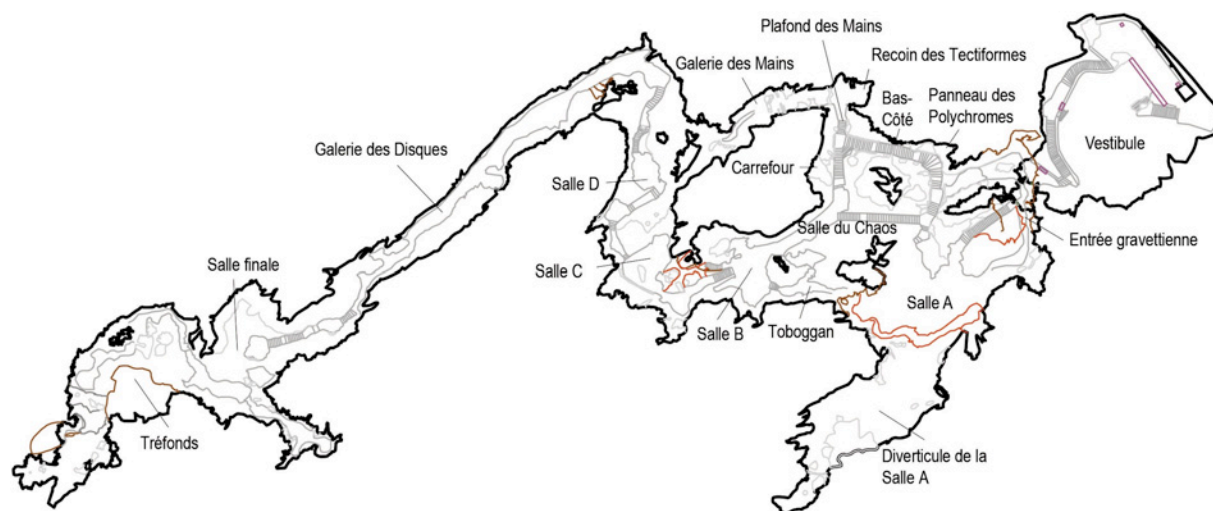 Plafond des Mains
Recoin des Tectiformes
Galerie des Mains
Bas-
Côté
Panneau des
Polychromes
Vestibule
Galerie des Disques
Carrefour
Salle D
Salle du Chaos
Entrée gravettienne
Salle finale
Salle C
Salle A
Salle B
Toboggan
Tréfonds
Diverticule de la
Salle A